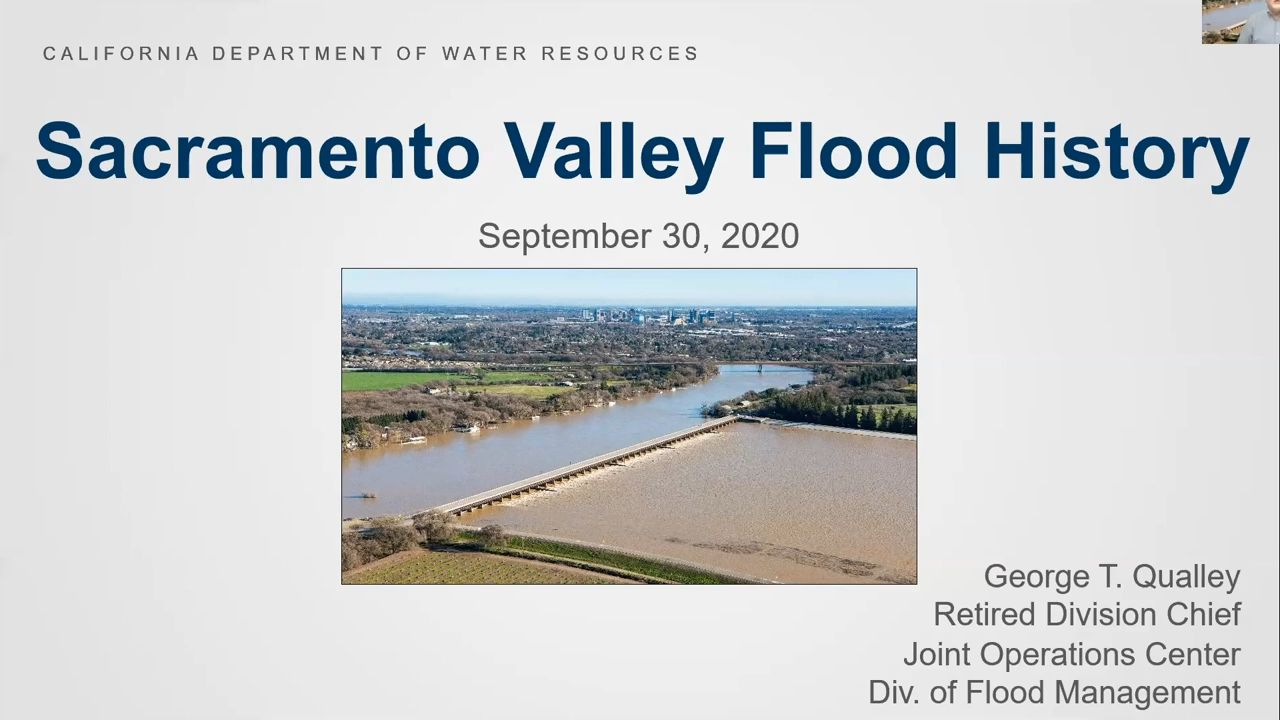 CALIFORNIA DEPARTMENT OF WATER RESOURCES
Sacramento Valley Flood History
September 30, 2020
George T. Qualley
Retired Division Chief
Joint Operations Center
Div. of Flood Management